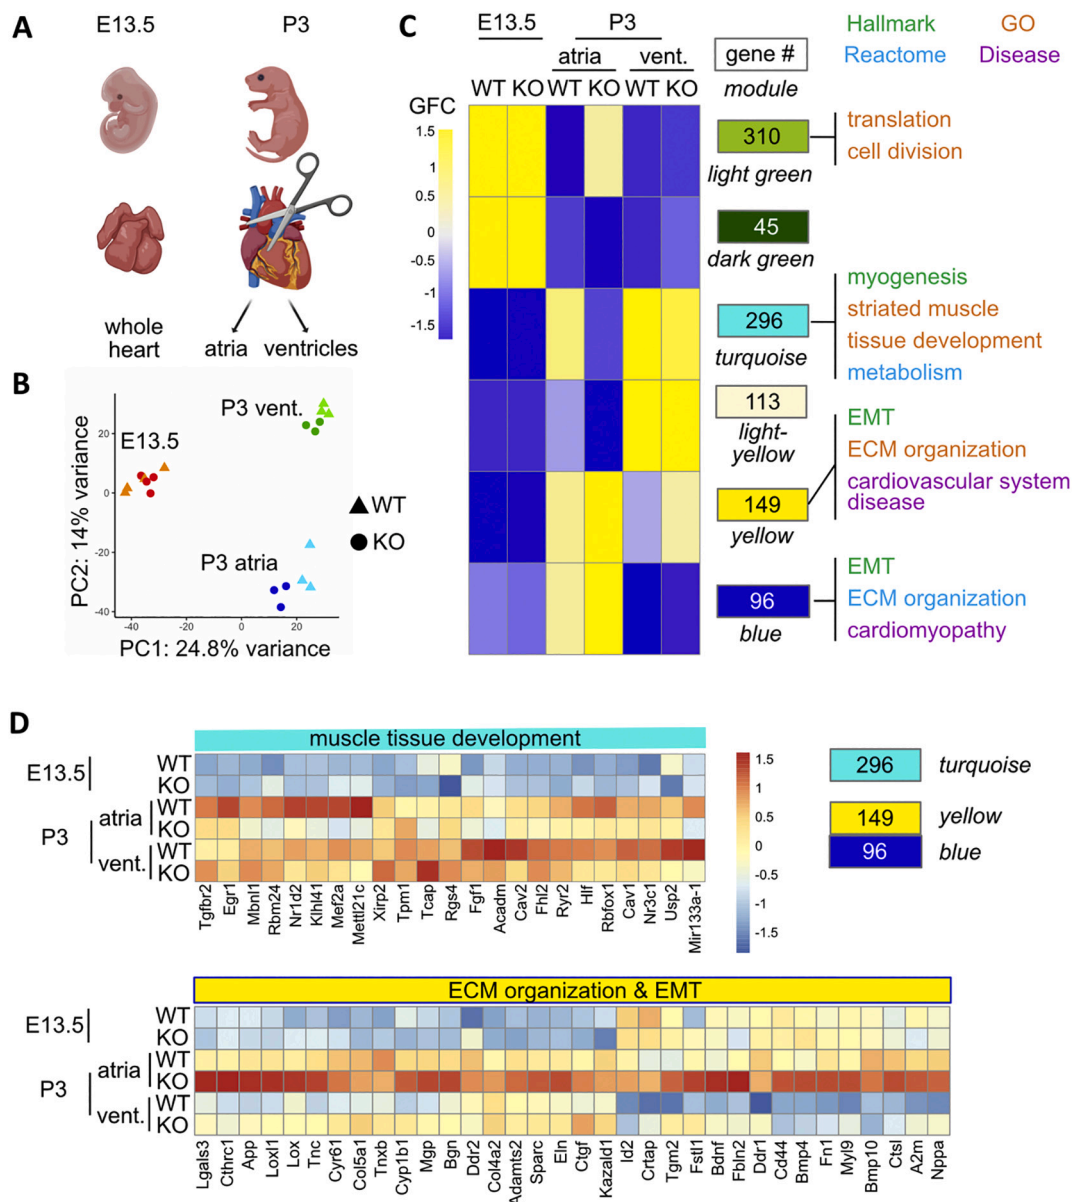 A
E13.5
P3
whole
heart
atria
ventricles
B
PC2: 14% variance
20
0
-20
-40
-40
-20
0
20
PC1: 24.8% variance
E13.5
P3 vent.
P3 atria
WT
KO
C
E13.5
P3
atria
vent.
WT KO WT KO WT KO
GFC
1.5
1
0.5
0
-0.5
-1
-1.5
gene #
module
Hallmark
GO
Reactome
Disease
310
light green
translation
cell division
45
dark green
296
turquoise
myogenesis
striated muscle
tissue development
metabolism
113
light-
yellow
149
yellow
EMT
ECM organization
cardiovascular system
disease
96
blue
EMT
ECM organization
cardiomyopathy
D
muscle tissue development
E13.5
WT
KO
P3
atria
WT
KO
vent.
WT
KO
Tgfbr2
Egr1
Mbnl1
Rbm24
Nr1d2
Klhl41
Mef2a
Mettl21c
Xirp2
Tpm1
Tcap
Rgs4
Fgf1
Acadm
Cav2
Fhl2
Ryr2
Hlf
Rbfox1
Cav1
Nr3c1
Usp2
Mir133a-1
1.5
1
0.5
0
-0.5
-1
-1.5
296
turquoise
149
yellow
96
blue
ECM organization & EMT
E13.5
WT
KO
P3
atria
WT
KO
vent.
WT
KO
Lgals3
Cthrc1
App
Loxl1
Lox
Tnc
Cyr61
Col5a1
Tnxb
Cyp1b1
Mgp
Bgn
Ddr2
Col4a2
Adamts2
Sparc
Eln
Ctgf
Kazald1
Id2
Crtap
Tgm2
Fstl1
Bdnf
Fbln2
Ddr1
Cd44
Bmp4
Fn1
Myl9
Bmp10
Ctsl
A2m
Nppa